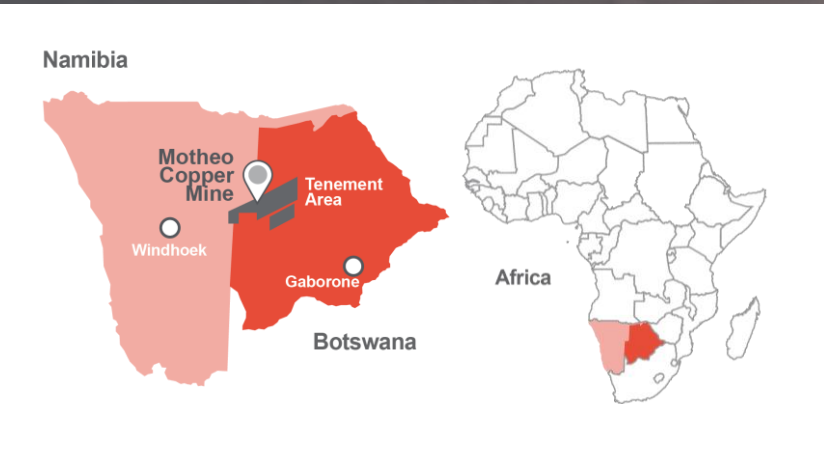 Namibia
Motheo
Copper
Mine
Tenement
Area
Windhoek
Gaborone
Botswana
Africa